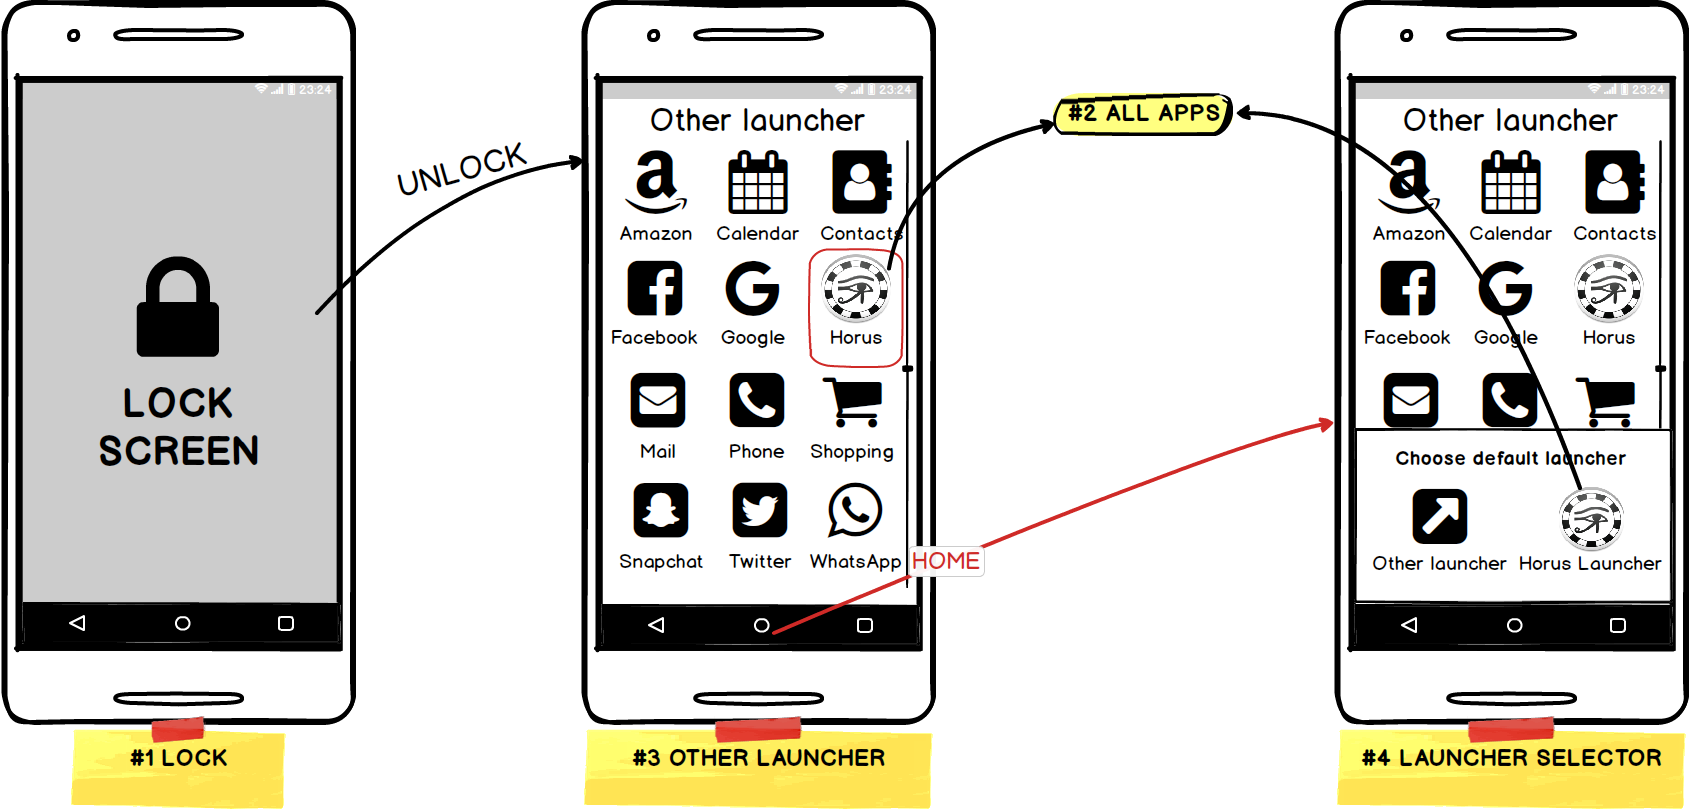 23:24
LOCK
SCREEN
#1 LOCK
UNLOCK
23:24
Other launcher
a
Amazon Calendar Contacts
f G
Facebook Google Horus
Mail Phone Shopping
Snapchat Twitter WhatsApp
HOME
#3 OTHER LAUNCHER
#2 ALL APPS
23:24
Other launcher
a
Amazon Calendar Contacts
f G
Facebook Google Horus
Choose default launcher
Other launcher Horus Launcher
#4 LAUNCHER SELECTOR